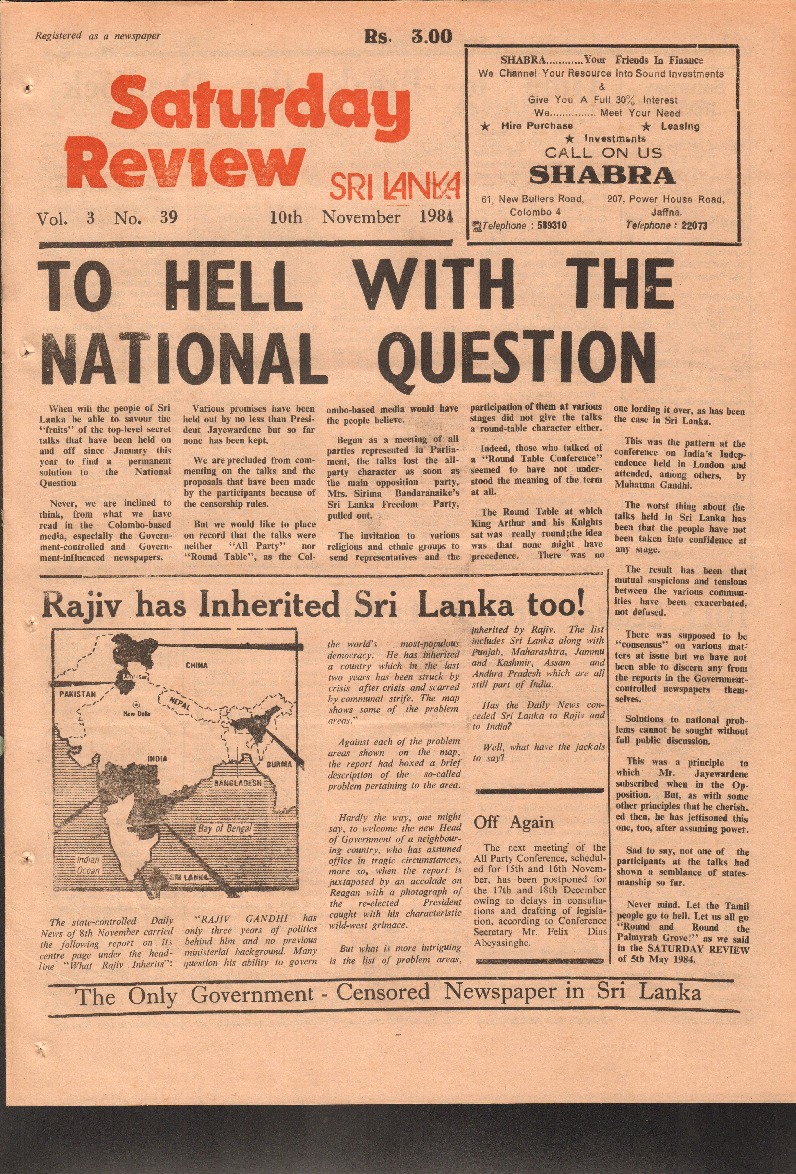 Registered as a newspaper
Rs. 3.00
Saturday
Review
SRI LANKA
Vol. 3 No. 39 10th November 1984
SHABRA............Your Friends In Finance
We Channel Your Resource into Sound Investments
&
Give You A Full 30% Interest
We............... Meet Your Need
★ Hire Purchase ★ Leasing
★ Investments
CALL ON US
SHABRA
61, New Bullers Road,
Colombo 4
Telephone : 589310
207, Power House Road,
Jaffna.
Telephone : 22073
TO HELL WITH THE
NATIONAL QUESTION
When will the people of Sri
Lanka be able to savour the
"fruits" of the top-level secret
talks that have been held on
and off since January this
year to find a permanent
solution to the National
Question
Never, we are inclined to
think, from what we have
read in the Colombo-based
media, especially the Govern-
ment-controlled and Govern-
ment-influenced newspapers.
Various promises have been
held out by no less than Presi-
dent Jayewardene but so far
none has been kept.
We are precluded from com-
menting on the talks and the
proposals that have been made
by the participants because of
the censorship rules.
But we would like to place
on record that the talks were
neither "All Party" nor
"Round Table", as the Col-
ombo-based media would have
the people believe.
Begun as a meeting of all
parties represented in Parlia-
ment, the talks lost the all-
party character as soon as
the main opposition party,
Mrs. Sirima Bandaranaike's
Sri Lanka Freedom Party,
pulled out.
The invitation to various
religious and ethnic groups to
send representatives and the
participation of them at various
stages did not give the talks
a round-table character either.
Indeed, those who talked of
a "Round Table Conference"
seemed to have not under-
stood the meaning of the term
at all.
The Round Table at which
King Arthur and his Knights
sat was really round;the idea
was that none might have
precedence. There was no
one lording it over, as has been
the case in Sri Lanka.
This was the pattern at the
conference on India's Indep-
endence held in London and
attended, among others, by
Mahatma Gandhi.
The worst thing about the
talks held in Sri Lanka has
been that the people have not
been taken into confidence at
any stage.
The result has been that
mutual suspicions and tensions
between the various commun-
ities have been exacerbated,
not defused.
There was supposed to be
"consensus" on various mat-
ters at issue but we have not
been able to discern any from
the reports in the Government-
controlled newspapers them-
selves.
Solutions to national prob-
lems cannot be sought without
full public discussion.
This was a principle to
which Mr. Jayewardene
subscribed when in the Op-
position. But, as with some
other principles that he cherish.
ed then, he has jettisoned this
one, too, after assuming power.
Sad to say, not one of the
participants at the talks had
shown a semblance of states-
manship so far.
Never mind. Let the Tamil
people go to hell. Let us all go
"Round and Round the
Palmyrah Grove!" as we said
in the SATURDAY REVIEW
of 5th May 1984.
Rajiv has Inherited Sri Lanka too!
CHINA
PAKISTAN
NEPAL
New Delhi
INDIA
BURMA
BANGLADESH
Bay of Bengal
Indian
Ocean
SRI LANKA
The state-controlled Daily
News of 8th November carried
the following report on its
centre page under the head-
line "What Rajiv Inherits":
"RAJIV GANDHI has
only three years of politics
behind him and no previous
ministerial background. Many
question his ability to govern
the world's most-populous
democracy. He has inherited
a country which in the last
two years has been struck by
crisis after crisis and scarred
by communal strife. The map
shows some of the problem
areas."
Against each of the problem
areas shown on the map,
the report had boxed a brief
description of the so-called
problem pertaining to the area.
Hardly the way, one might
say, to welcome the new Head
of Government of a neighbour-
ing country, who has assumed
office in tragic circumstances,
more so, when the report is
juxtaposed by an accolade on
Reagan with a photograph of
the re-elected President
caught with his characteristic
wild-west grimace.
But what is more intriguing
is the list of problem areas,
inherited by Rajiv. The list
includes Sri Lanka along with
Punjab, Maharashtra, Jammu
and Kashmir, Assam and
Andhra Pradesh which are all
still part of India.
Has the Daily News con-
ceded Sri Lanka to Rajiv and
to India?
Well, what have the jackals
to say?
Off Again
The next meeting of the
All Party Conference, schedul-
ed for 15th and 16th Novem-
ber, has been postponed for
the 17th and 18th December
owing to delays in consulta-
tions and drafting of legisla-
tion, according to Conference
Secretary Mr. Felix Dias
Abeyasinghe.
The Only Government - Censored Newspaper in Sri Lanka